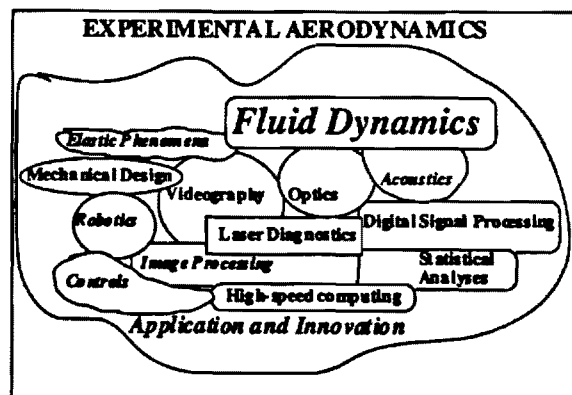 EXPERIMENTAL AERODYNAMICS
Fluid Dynamics
Elastic Phenomena
Mechanical Design
Videography
Optics
Acoustics
Robotics
Laser Diagnostics
Digital Signal Processing
Image Processing
Statistical
Analyses
Controls
High-speed computing
Application and Innovation